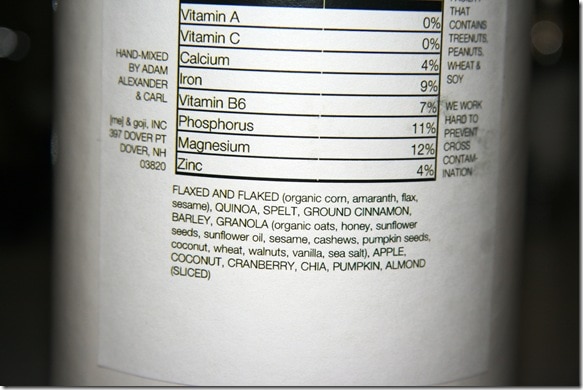 Vitamin A 0%
Vitamin C 0%
Calcium 4%
Iron 9%
Vitamin B6 7%
Phosphorus 11%
Magnesium 12%
Zinc 4%
HAND-MIXED
BY ADAM
ALEXANDER
& CARL
[me] & goji, INC
397 DOVER PT
DOVER, NH
03820
THAT
CONTAINS
TREENUTS,
PEANUTS,
WHEAT &
SOY
WE WORK
HARD TO
PREVENT
CROSS
CONTAM-
INATION
FLAXED AND FLAKED (organic corn, amaranth, flax,
sesame), QUINOA, SPELT, GROUND CINNAMON,
BARLEY, GRANOLA (organic oats, honey, sunflower
seeds, sunflower oil, sesame, cashews, pumpkin seeds,
coconut, wheat, walnuts, vanilla, sea salt), APPLE,
COCONUT, CRANBERRY, CHIA, PUMPKIN, ALMOND
(SLICED)